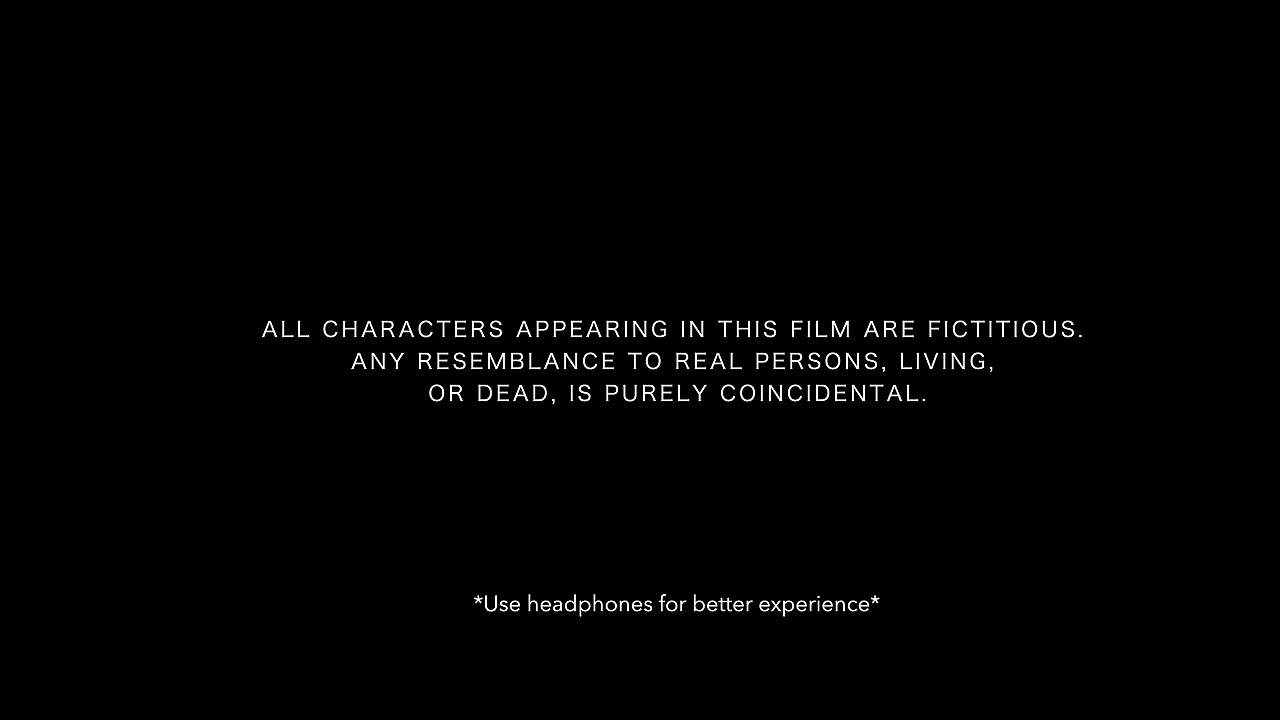 ALL CHARACTERS APPEARING IN THIS FILM ARE FICTITIOUS.
ANY RESEMBLANCE TO REAL PERSONS, LIVING,
OR DEAD, IS PURELY COINCIDENTAL.
*Use headphones for better experience*